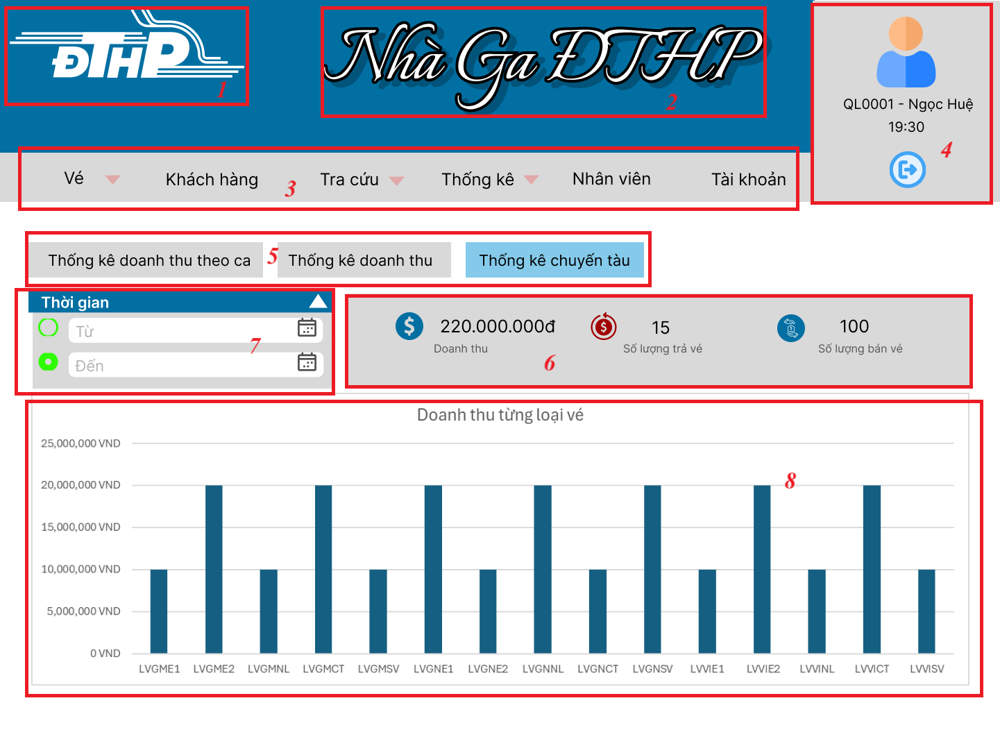 ĐTHP
1
Nhà Ga ĐTHP
2
QL0001 - Ngọc Huệ
19:30
4
Vé
Khách hàng
3
Tra cứu
Thống kê
Nhân viên
Tài khoản
Thống kê doanh thu theo ca
5
Thống kê doanh thu
Thống kê chuyến tàu
Thời gian
Từ
7
Đến
220.000.000đ
Doanh thu
15
Số lượng trả vé
100
Số lượng bán vé
6
Doanh thu từng loại vé
25,000,000 VND
20,000,000 VND
15,000,000 VND
10,000,000 VND
5,000,000 VND
0 VND
8
LVGME1 LVGME2 LVGMNL LVGMCT LVGMSV LVGNE1 LVGNE2 LVGNNL LVGNCT LVGNSV LVVIE1 LVVIE2 LVVINL LVVICT LVVISV